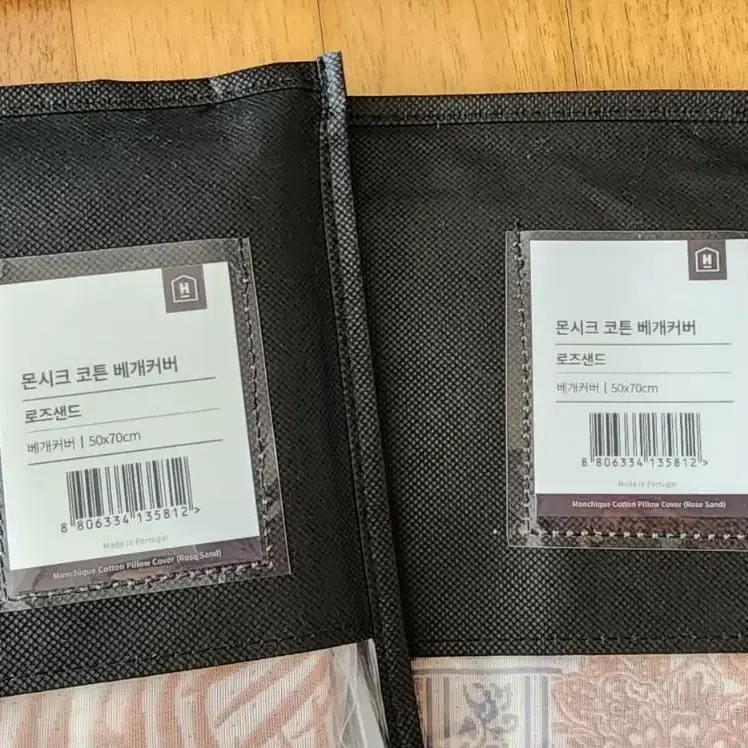 H
몬시크 코튼 베개커버
로즈샌드
베개커버 | 50x70cm
8 806334 135812 >
Made in Portugal
Monchique Cotton Pillow Cover (Rose Sand)
H
몬시크 코튼 베개커버
로즈샌드
베개커버 | 50x70cm
8 806334 135812 >
Made in Portugal
Monchique Cotton Pillow Cover (Rose Sand)